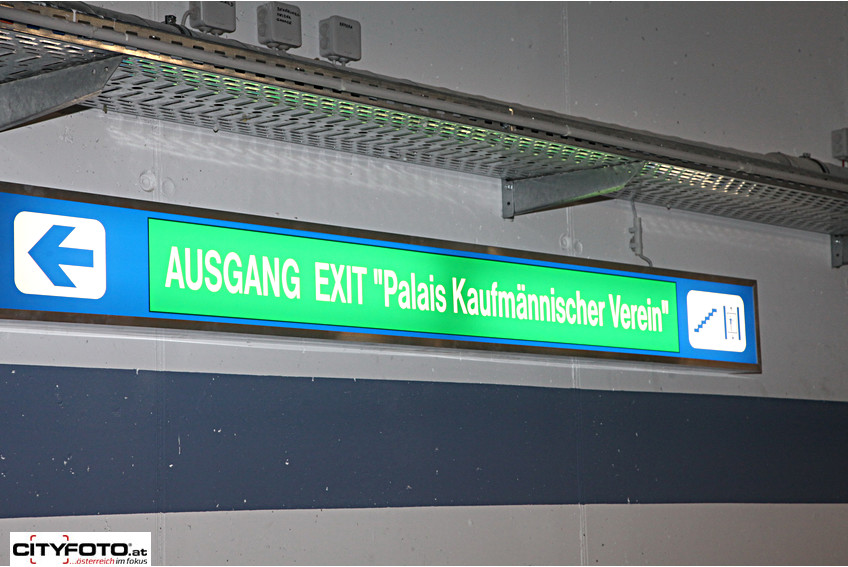 AUSGANG EXIT "Palais Kaufmännischer Verein"
CITYFOTO.at
...österreich im fokus